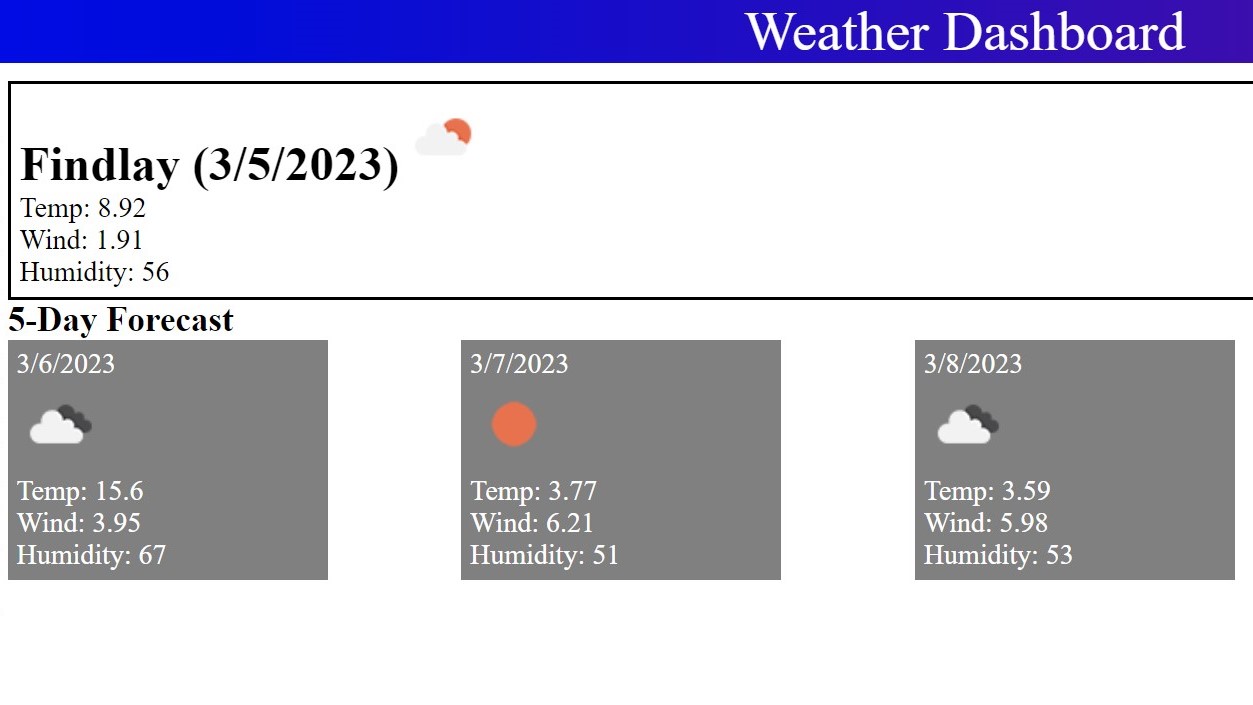 Weather Dashboard
Findlay (3/5/2023)
Temp: 8.92
Wind: 1.91
Humidity: 56
5-Day Forecast
3/6/2023
Temp: 15.6
Wind: 3.95
Humidity: 67
3/7/2023
Temp: 3.77
Wind: 6.21
Humidity: 51
3/8/2023
Temp: 3.59
Wind: 5.98
Humidity: 53